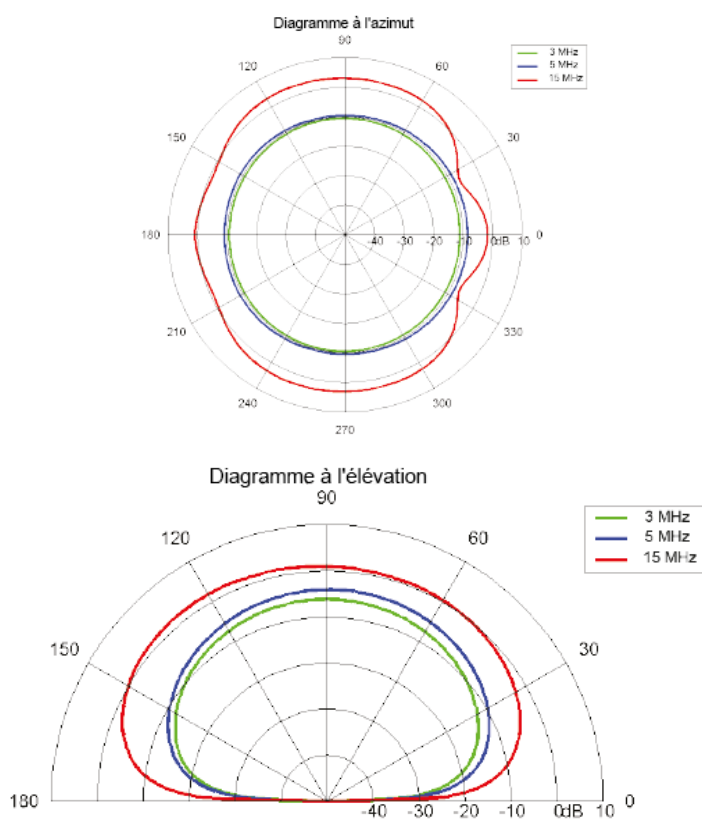 Diagramme à l'azimut
90
3 MHz
5 MHz
15 MHz
120
60
150
30
180
-40 -30 -20 -10 0dB 10 0
210
330
240
300
270
Diagramme à l'élévation
90
3 MHz
5 MHz
15 MHz
120
60
150
30
180
-40 -30 -20 -10 0dB 10 0